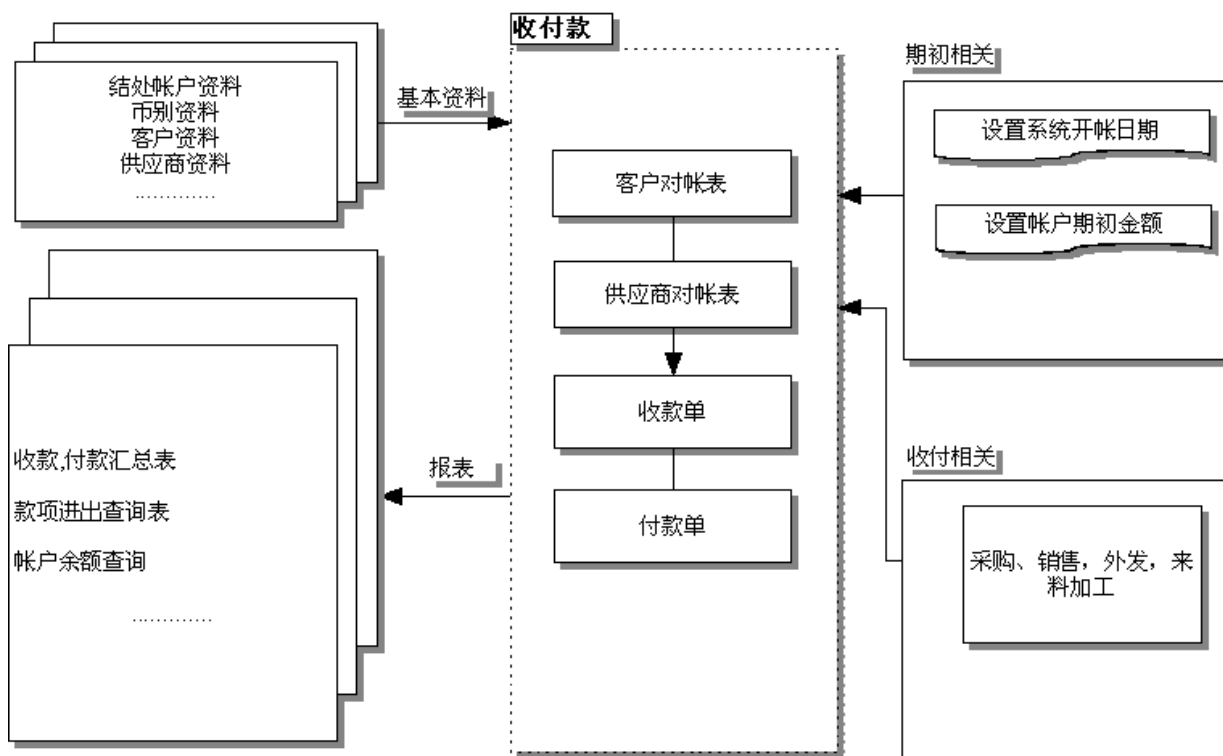 收付款
结处帐户资料
币别资料
客户资料
供应商资料
.............
基本资料
期初相关
设置系统开帐日期
设置帐户期初金额
客户对帐表
供应商对帐表
收款单
付款单
报表
收款,付款汇总表
款项进出查询表
帐户余额查询
.............
收付相关
采购、销售，外发，来
料加工